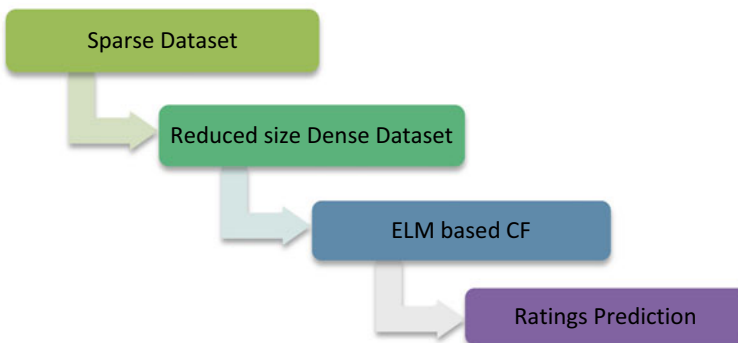 Sparse Dataset
Reduced size Dense Dataset
ELM based CF
Ratings Prediction